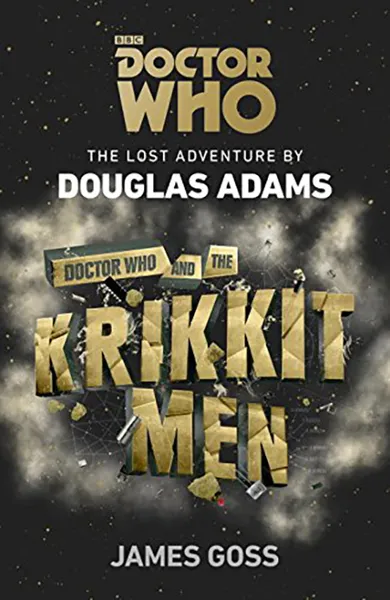 BBC
DOCTOR
WHO
THE LOST ADVENTURE BY
DOUGLAS ADAMS
DOCTOR WHO AND THE
KRIKKIT
MEN
JAMES GOSS